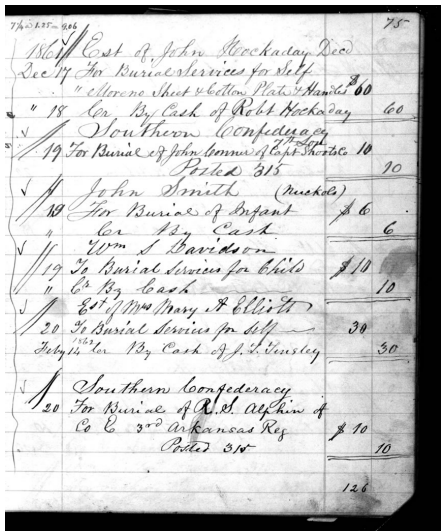 75
1861 Est of John Hockaday Decd
Dec 17 For Burial Services for Self
" Moreno Sheet & Cotton Plate & Handles $60
" 18 Cr By Cash of Robt Hockaday 60
Southern Confederacy
7th Lou
19 For Burial of John Conner of Capt Shoots Co 10
Posted 315 10
John Smith (Nuckols)
19 For Burial of Infant $6
" Cr By Cash 6
Wm S Davidson
19 To Burial Services for Child $10
" Cr By Cash 10
Est of Mrs Mary A Elliott
20 To Burial Services for Self 30
Feby 14 1862 Cr By Cash of J. T. Tinsley 30
Southern Confederacy
20 For Burial of R. S. Alphin of
Co E 3rd Arkansas Reg $10
Posted 315 10
126